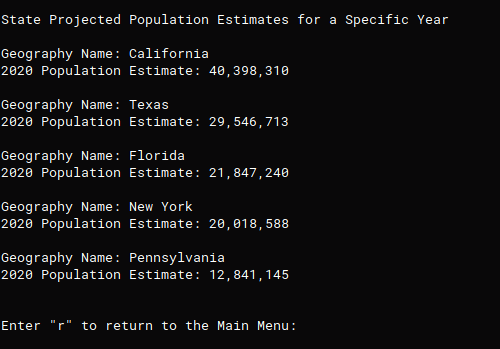 State Projected Population Estimates for a Specific Year
Geography Name: California
2020 Population Estimate: 40,398,310
Geography Name: Texas
2020 Population Estimate: 29,546,713
Geography Name: Florida
2020 Population Estimate: 21,847,240
Geography Name: New York
2020 Population Estimate: 20,018,588
Geography Name: Pennsylvania
2020 Population Estimate: 12,841,145
Enter "r" to return to the Main Menu: